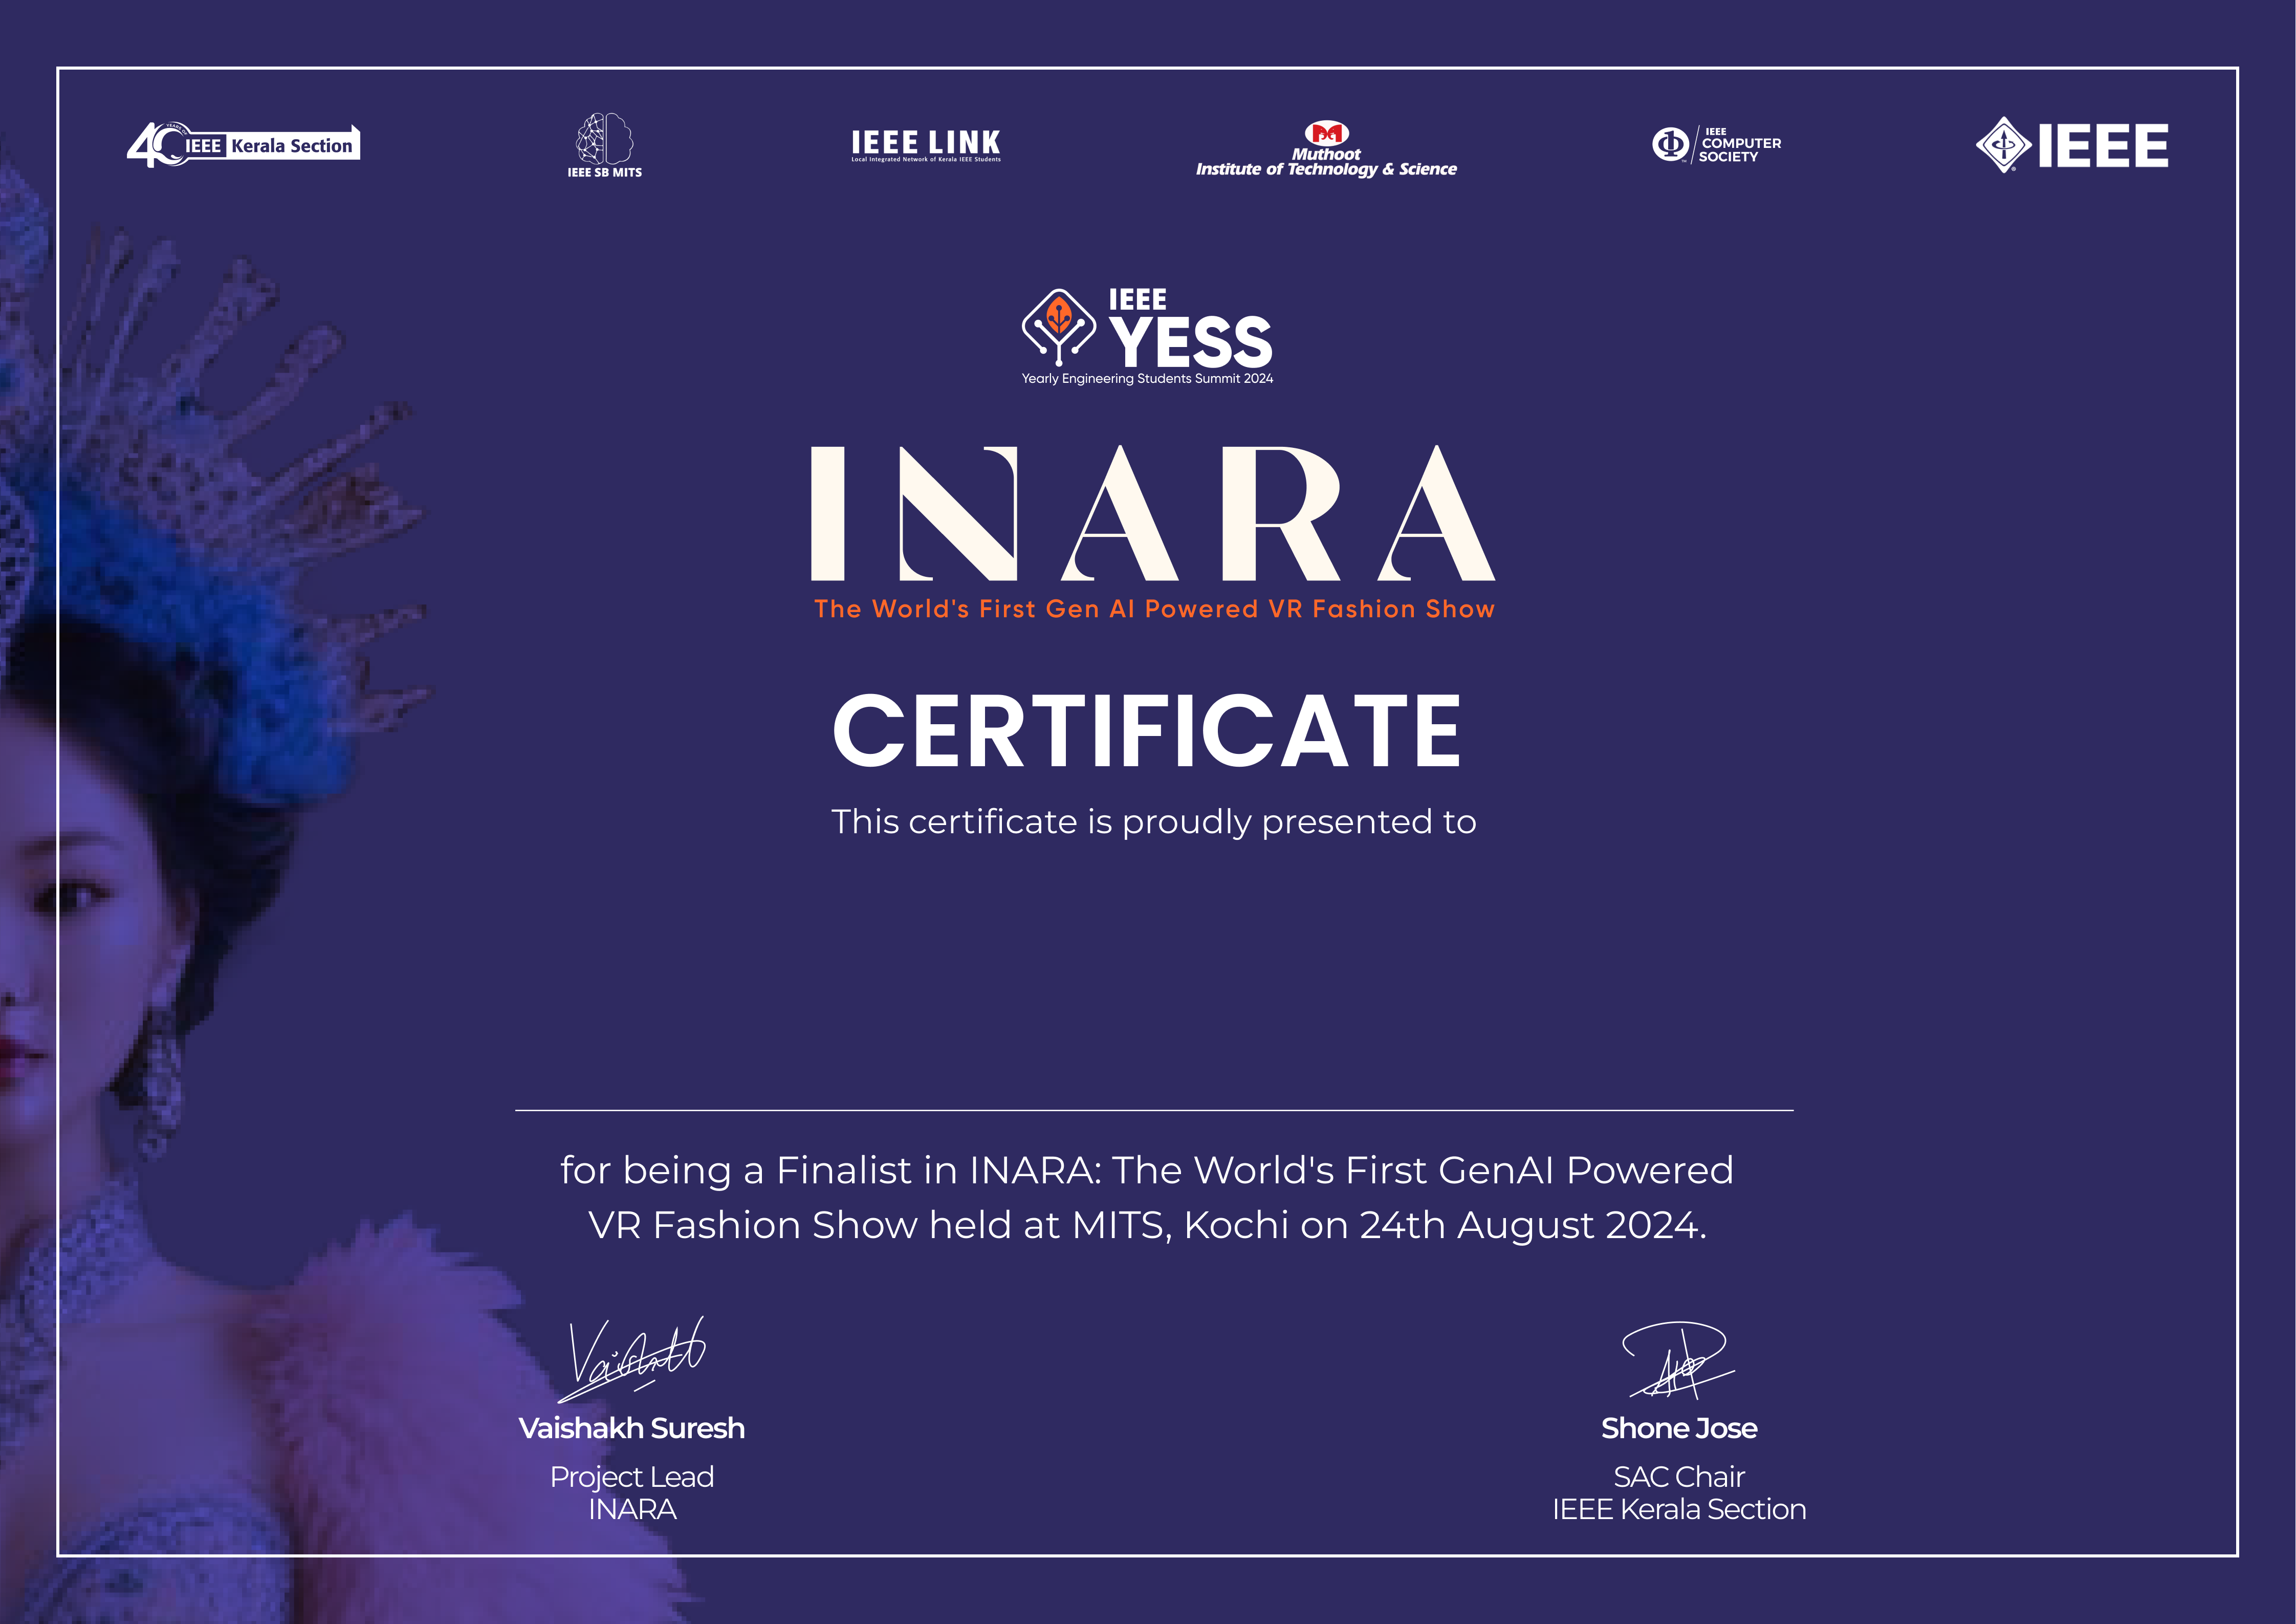 40 YEARS OF IEEE Kerala Section
IEEE SB MITS
IEEE LINK
Local Integrated Network of Kerala IEEE Students
Muthoot
Institute of Technology & Science
IEEE
COMPUTER
SOCIETY
IEEE
IEEE
YESS
Yearly Engineering Students Summit 2024
INARA
The World's First Gen AI Powered VR Fashion Show
CERTIFICATE
This certificate is proudly presented to
for being a Finalist in INARA: The World's First GenAI Powered
VR Fashion Show held at MITS, Kochi on 24th August 2024.
Vaishakh Suresh
Project Lead
INARA
Shone Jose
SAC Chair
IEEE Kerala Section